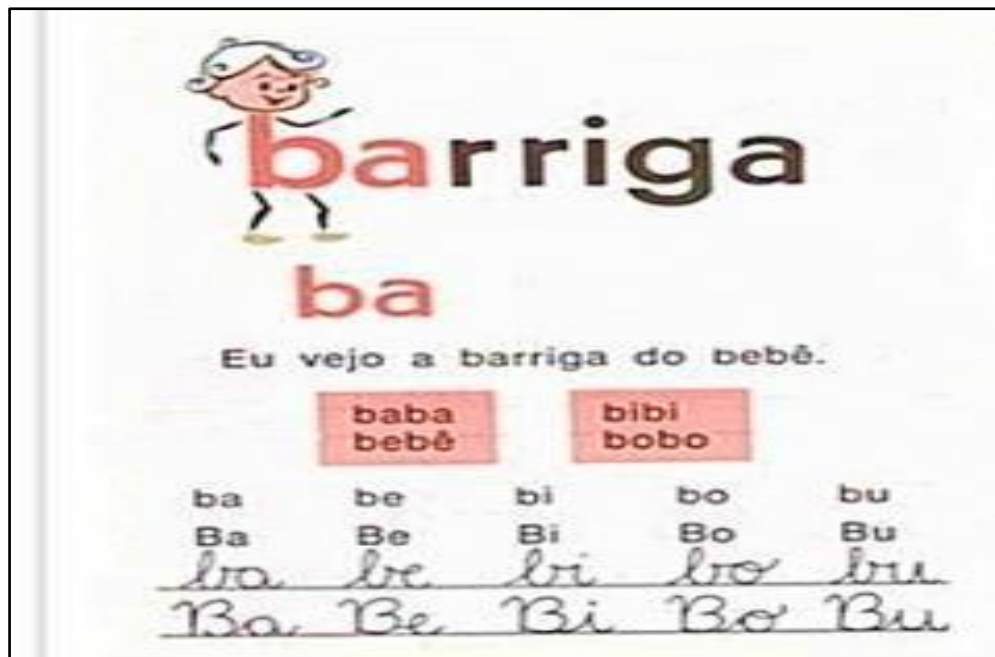 barriga
ba
Eu vejo a barriga do bebê.
baba bibi
bebê bobo
ba be bi bo bu
Ba Be Bi Bo Bu
ba be bi bo bu
Ba Be Bi Bo Bu